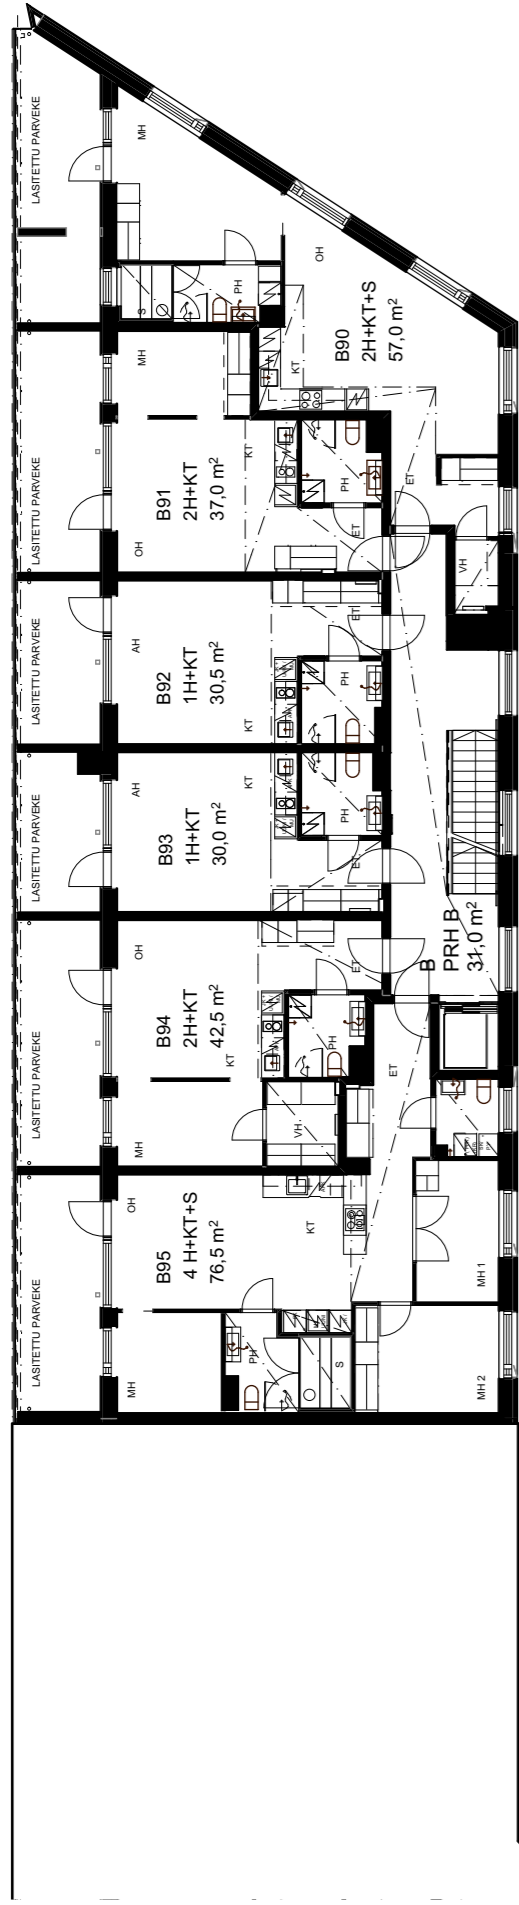 LASITETTU PARVEKE
MH
S
PH
OH
KT
B90
2H+KT+S
57,0 m²
ET
VH
LASITETTU PARVEKE
MH
OH
B91
2H+KT
37,0 m²
KT
PH
ET
LASITETTU PARVEKE
AH
B92
1H+KT
30,5 m²
KT
ET
PH
LASITETTU PARVEKE
AH
B93
1H+KT
30,0 m²
KT
PH
ET
B
PRH B
31,0 m²
LASITETTU PARVEKE
OH
MH
B94
2H+KT
42,5 m²
KT
ET
PH
VH
LASITETTU PARVEKE
OH
MH
B95
4 H+KT+S
76,5 m²
KT
ET
PH
S
MH 1
MH 2